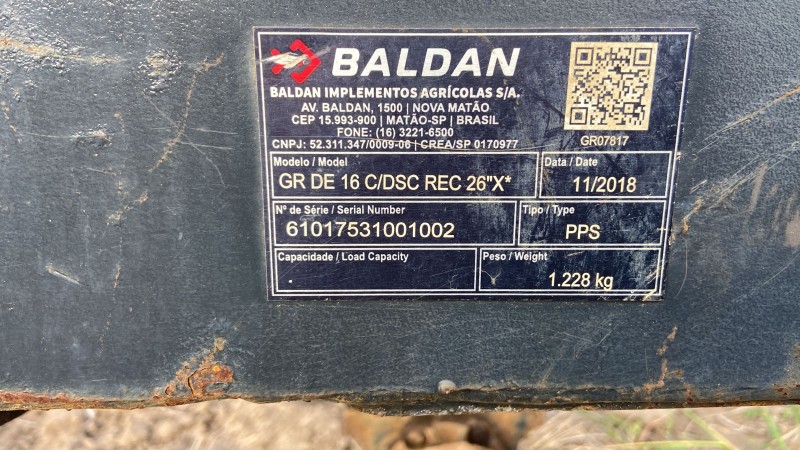 BALDAN
BALDAN IMPLEMENTOS AGRÍCOLAS S/A.
AV. BALDAN, 1500 | NOVA MATÃO
CEP 15.993-900 | MATÃO-SP | BRASIL
FONE: (16) 3221-6500
CNPJ: 52.311.347/0009-06 | CREA/SP 0170977
GR07817
Modelo / Model
GR DE 16 C/DSC REC 26"X*
Data / Date
11/2018
Nº de Série / Serial Number
61017531001002
Tipo / Type
PPS
Capacidade / Load Capacity
.
Peso / Weight
1.228 kg